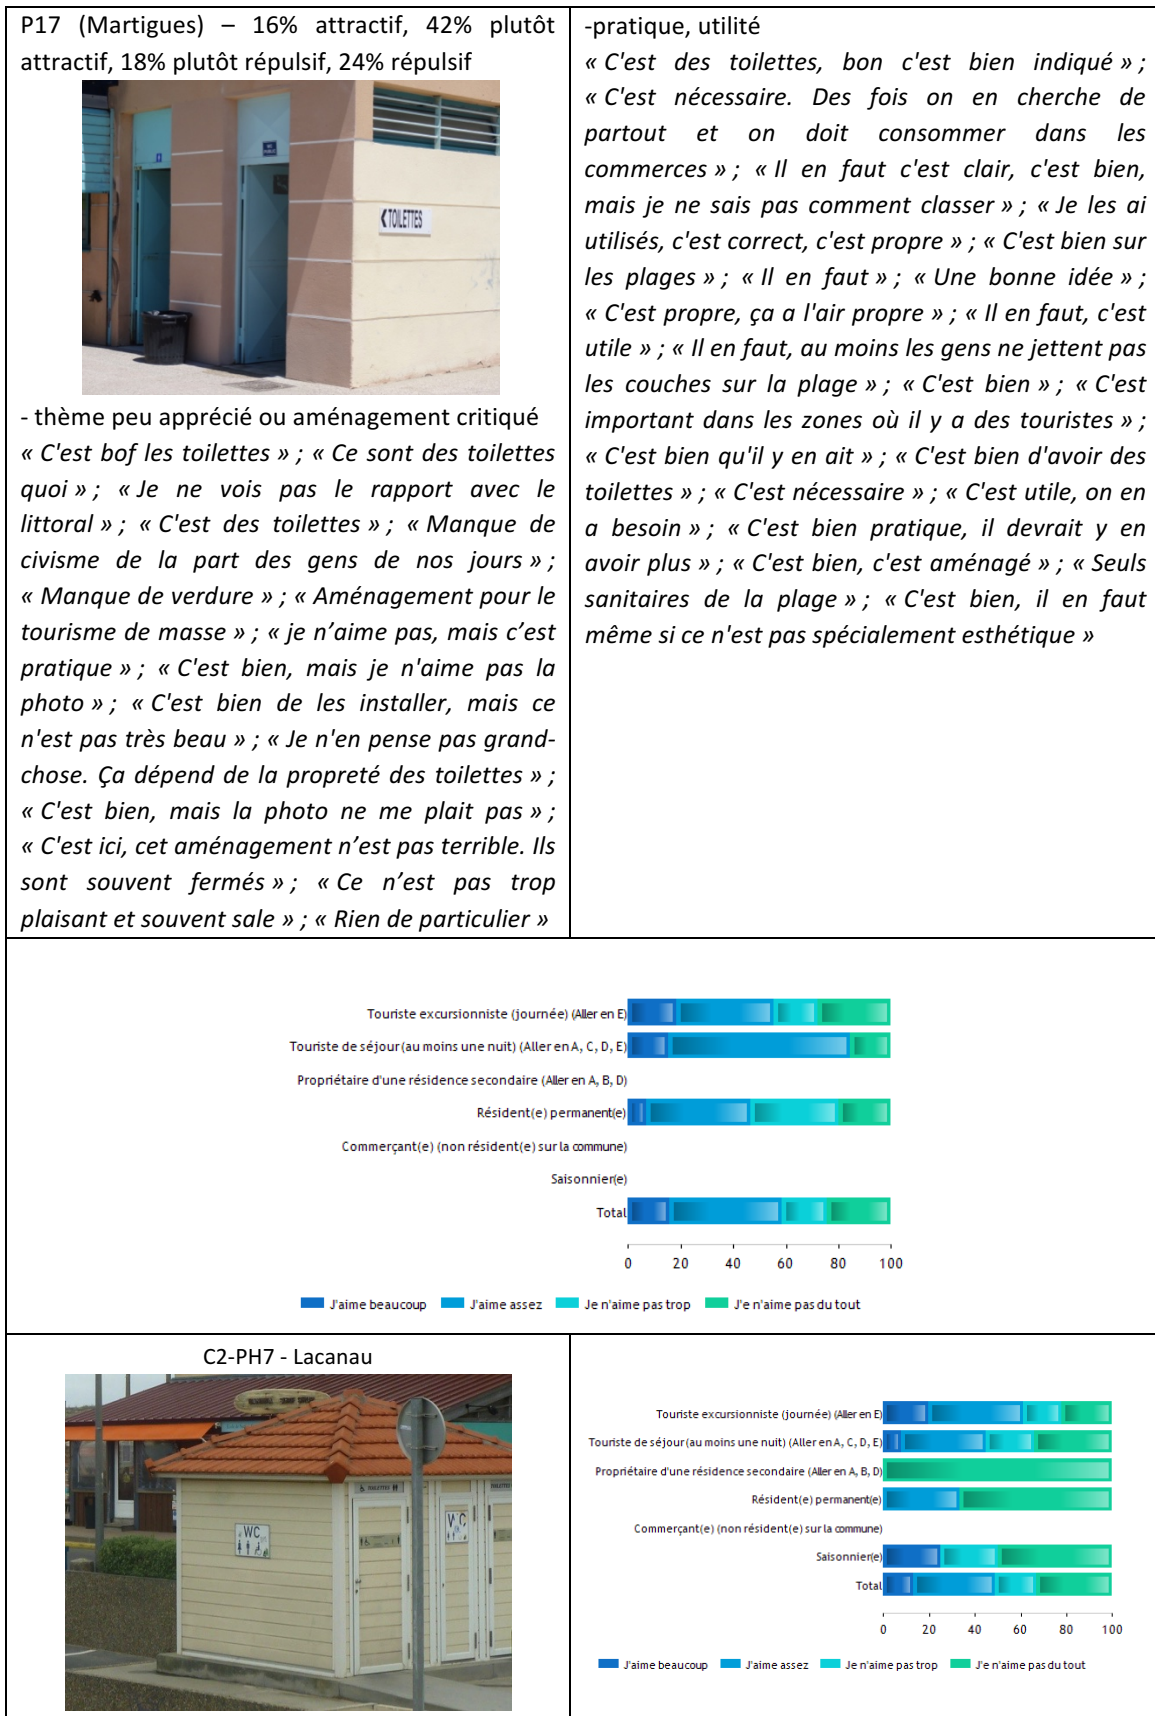 P17 (Martigues) – 16% attractif, 42% plutôt
attractif, 18% plutôt répulsif, 24% répulsif
TOILETTES
- thème peu apprécié ou aménagement critiqué
« C'est bof les toilettes » ; « Ce sont des toilettes
quoi » ; « Je ne vois pas le rapport avec le
littoral » ; « C'est des toilettes » ; « Manque de
civisme de la part des gens de nos jours » ;
« Manque de verdure » ; « Aménagement pour le
tourisme de masse » ; « je n’aime pas, mais c’est
pratique » ; « C'est bien, mais je n'aime pas la
photo » ; « C'est bien de les installer, mais ce
n'est pas très beau » ; « Je n'en pense pas grand-
chose. Ça dépend de la propreté des toilettes » ;
« C'est bien, mais la photo ne me plait pas » ;
« C'est ici, cet aménagement n’est pas terrible. Ils
sont souvent fermés » ; « Ce n’est pas trop
plaisant et souvent sale » ; « Rien de particulier »
-pratique, utilité
« C'est des toilettes, bon c'est bien indiqué » ;
« C'est nécessaire. Des fois on en cherche de
partout et on doit consommer dans les
commerces » ; « Il en faut c'est clair, c'est bien,
mais je ne sais pas comment classer » ; « Je les ai
utilisés, c'est correct, c'est propre » ; « C'est bien sur
les plages » ; « Il en faut » ; « Une bonne idée » ;
« C'est propre, ça a l'air propre » ; « Il en faut, c'est
utile » ; « Il en faut, au moins les gens ne jettent pas
les couches sur la plage » ; « C'est bien » ; « C'est
important dans les zones où il y a des touristes » ;
« C'est bien qu'il y en ait » ; « C'est bien d'avoir des
toilettes » ; « C'est nécessaire » ; « C'est utile, on en
a besoin » ; « C'est bien pratique, il devrait y en
avoir plus » ; « C'est bien, c'est aménagé » ; « Seuls
sanitaires de la plage » ; « C'est bien, il en faut
même si ce n'est pas spécialement esthétique »
Touriste excursionniste (journée) (Aller en E)
Touriste de séjour (au moins une nuit) (Aller en A, C, D, E)
Propriétaire d'une résidence secondaire (Aller en A, B, D)
Résident(e) permanent(e)
Commerçant(e) (non résident(e) sur la commune)
Saisonnier(e)
Total
0 20 40 60 80 100
J'aime beaucoup J'aime assez Je n'aime pas trop J'e n'aime pas du tout
C2-PH7 - Lacanau
TOILETTES
WC
WC
Touriste excursionniste (journée) (Aller en E)
Touriste de séjour (au moins une nuit) (Aller en A, C, D, E)
Propriétaire d'une résidence secondaire (Aller en A, B, D)
Résident(e) permanent(e)
Commerçant(e) (non résident(e) sur la commune)
Saisonnier(e)
Total
0 20 40 60 80 100
J'aime beaucoup J'aime assez Je n'aime pas trop J'e n'aime pas du tout